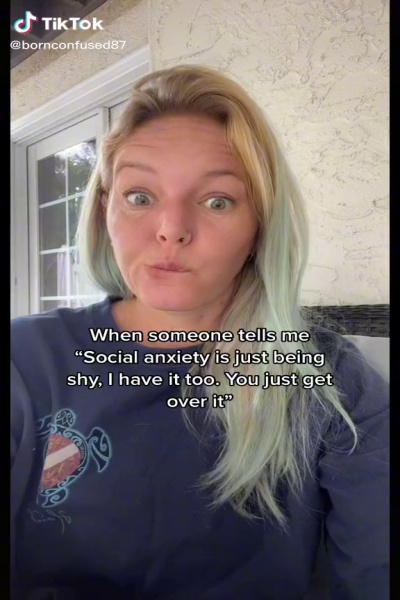 TikTok
@bornconfused87
When someone tells me
“Social anxiety is just being
shy, I have it too. You just get
over it”